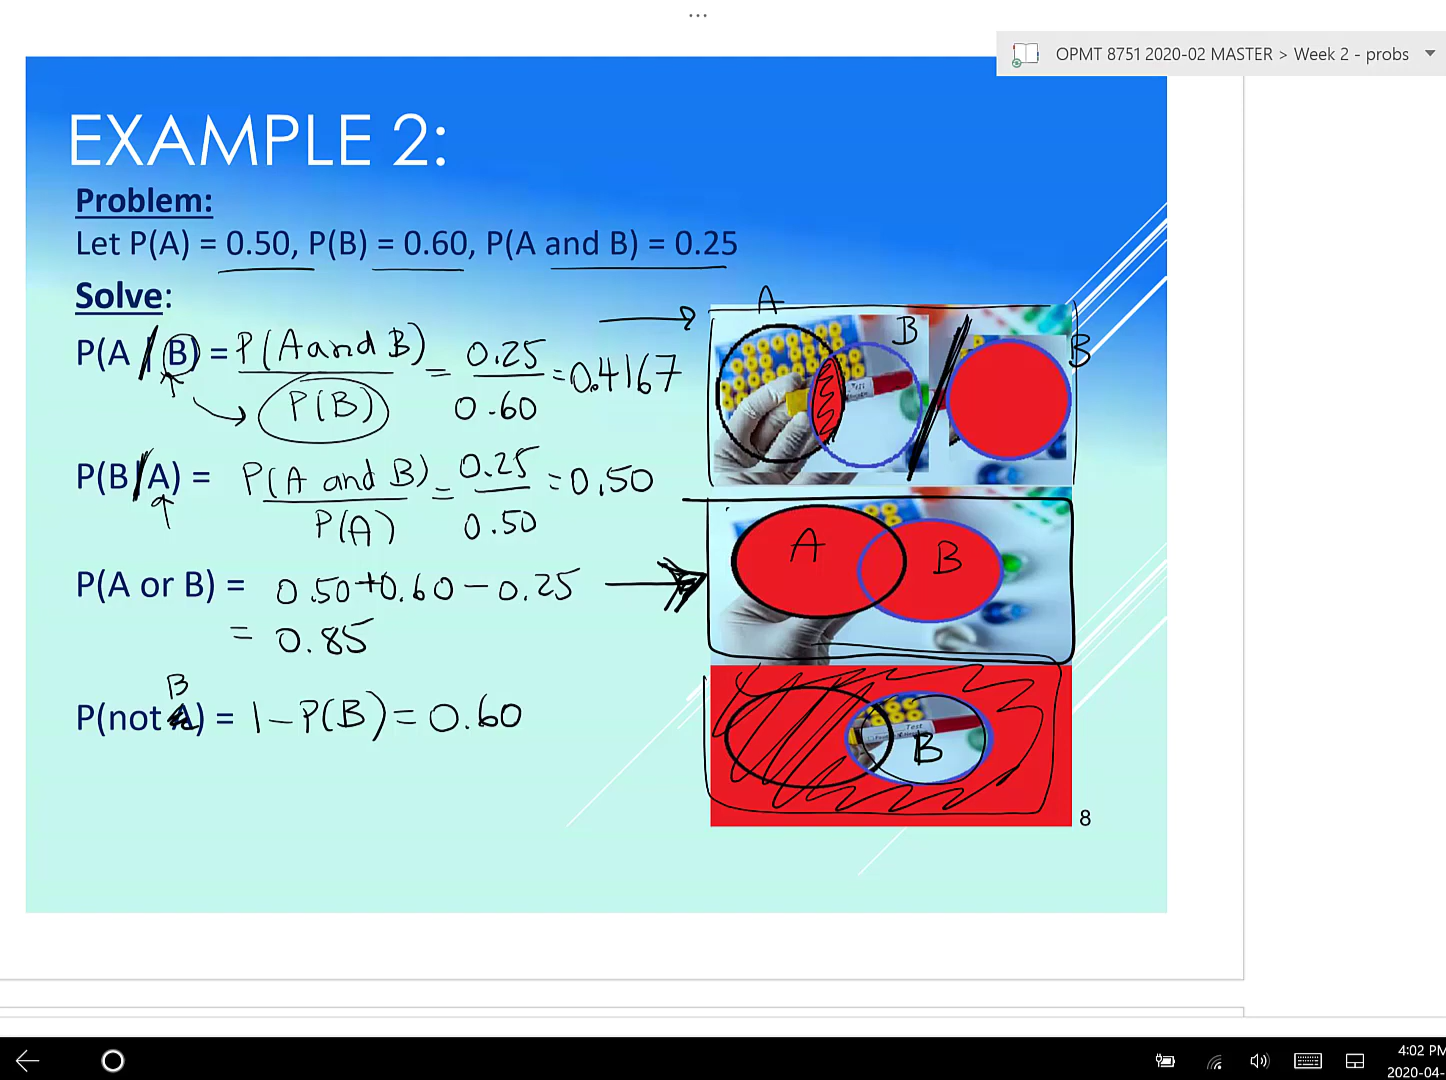 ...
OPMT 8751 2020-02 MASTER > Week 2 - probs
EXAMPLE 2:
Problem:
Let P(A) = 0.50, P(B) = 0.60, P(A and B) = 0.25
Solve:
P(A / B) = P(A and B) / P(B) = 0.25 / 0.60 = 0.4167
P(B/A) = P(A and B) / P(A) = 0.25 / 0.50 = 0.50
P(A or B) = 0.50+0.60-0.25
= 0.85
B
P(not A) = 1-P(B) = 0.60
A
B
B
A
B
Test
B
8
4:02 PM
2020-04-